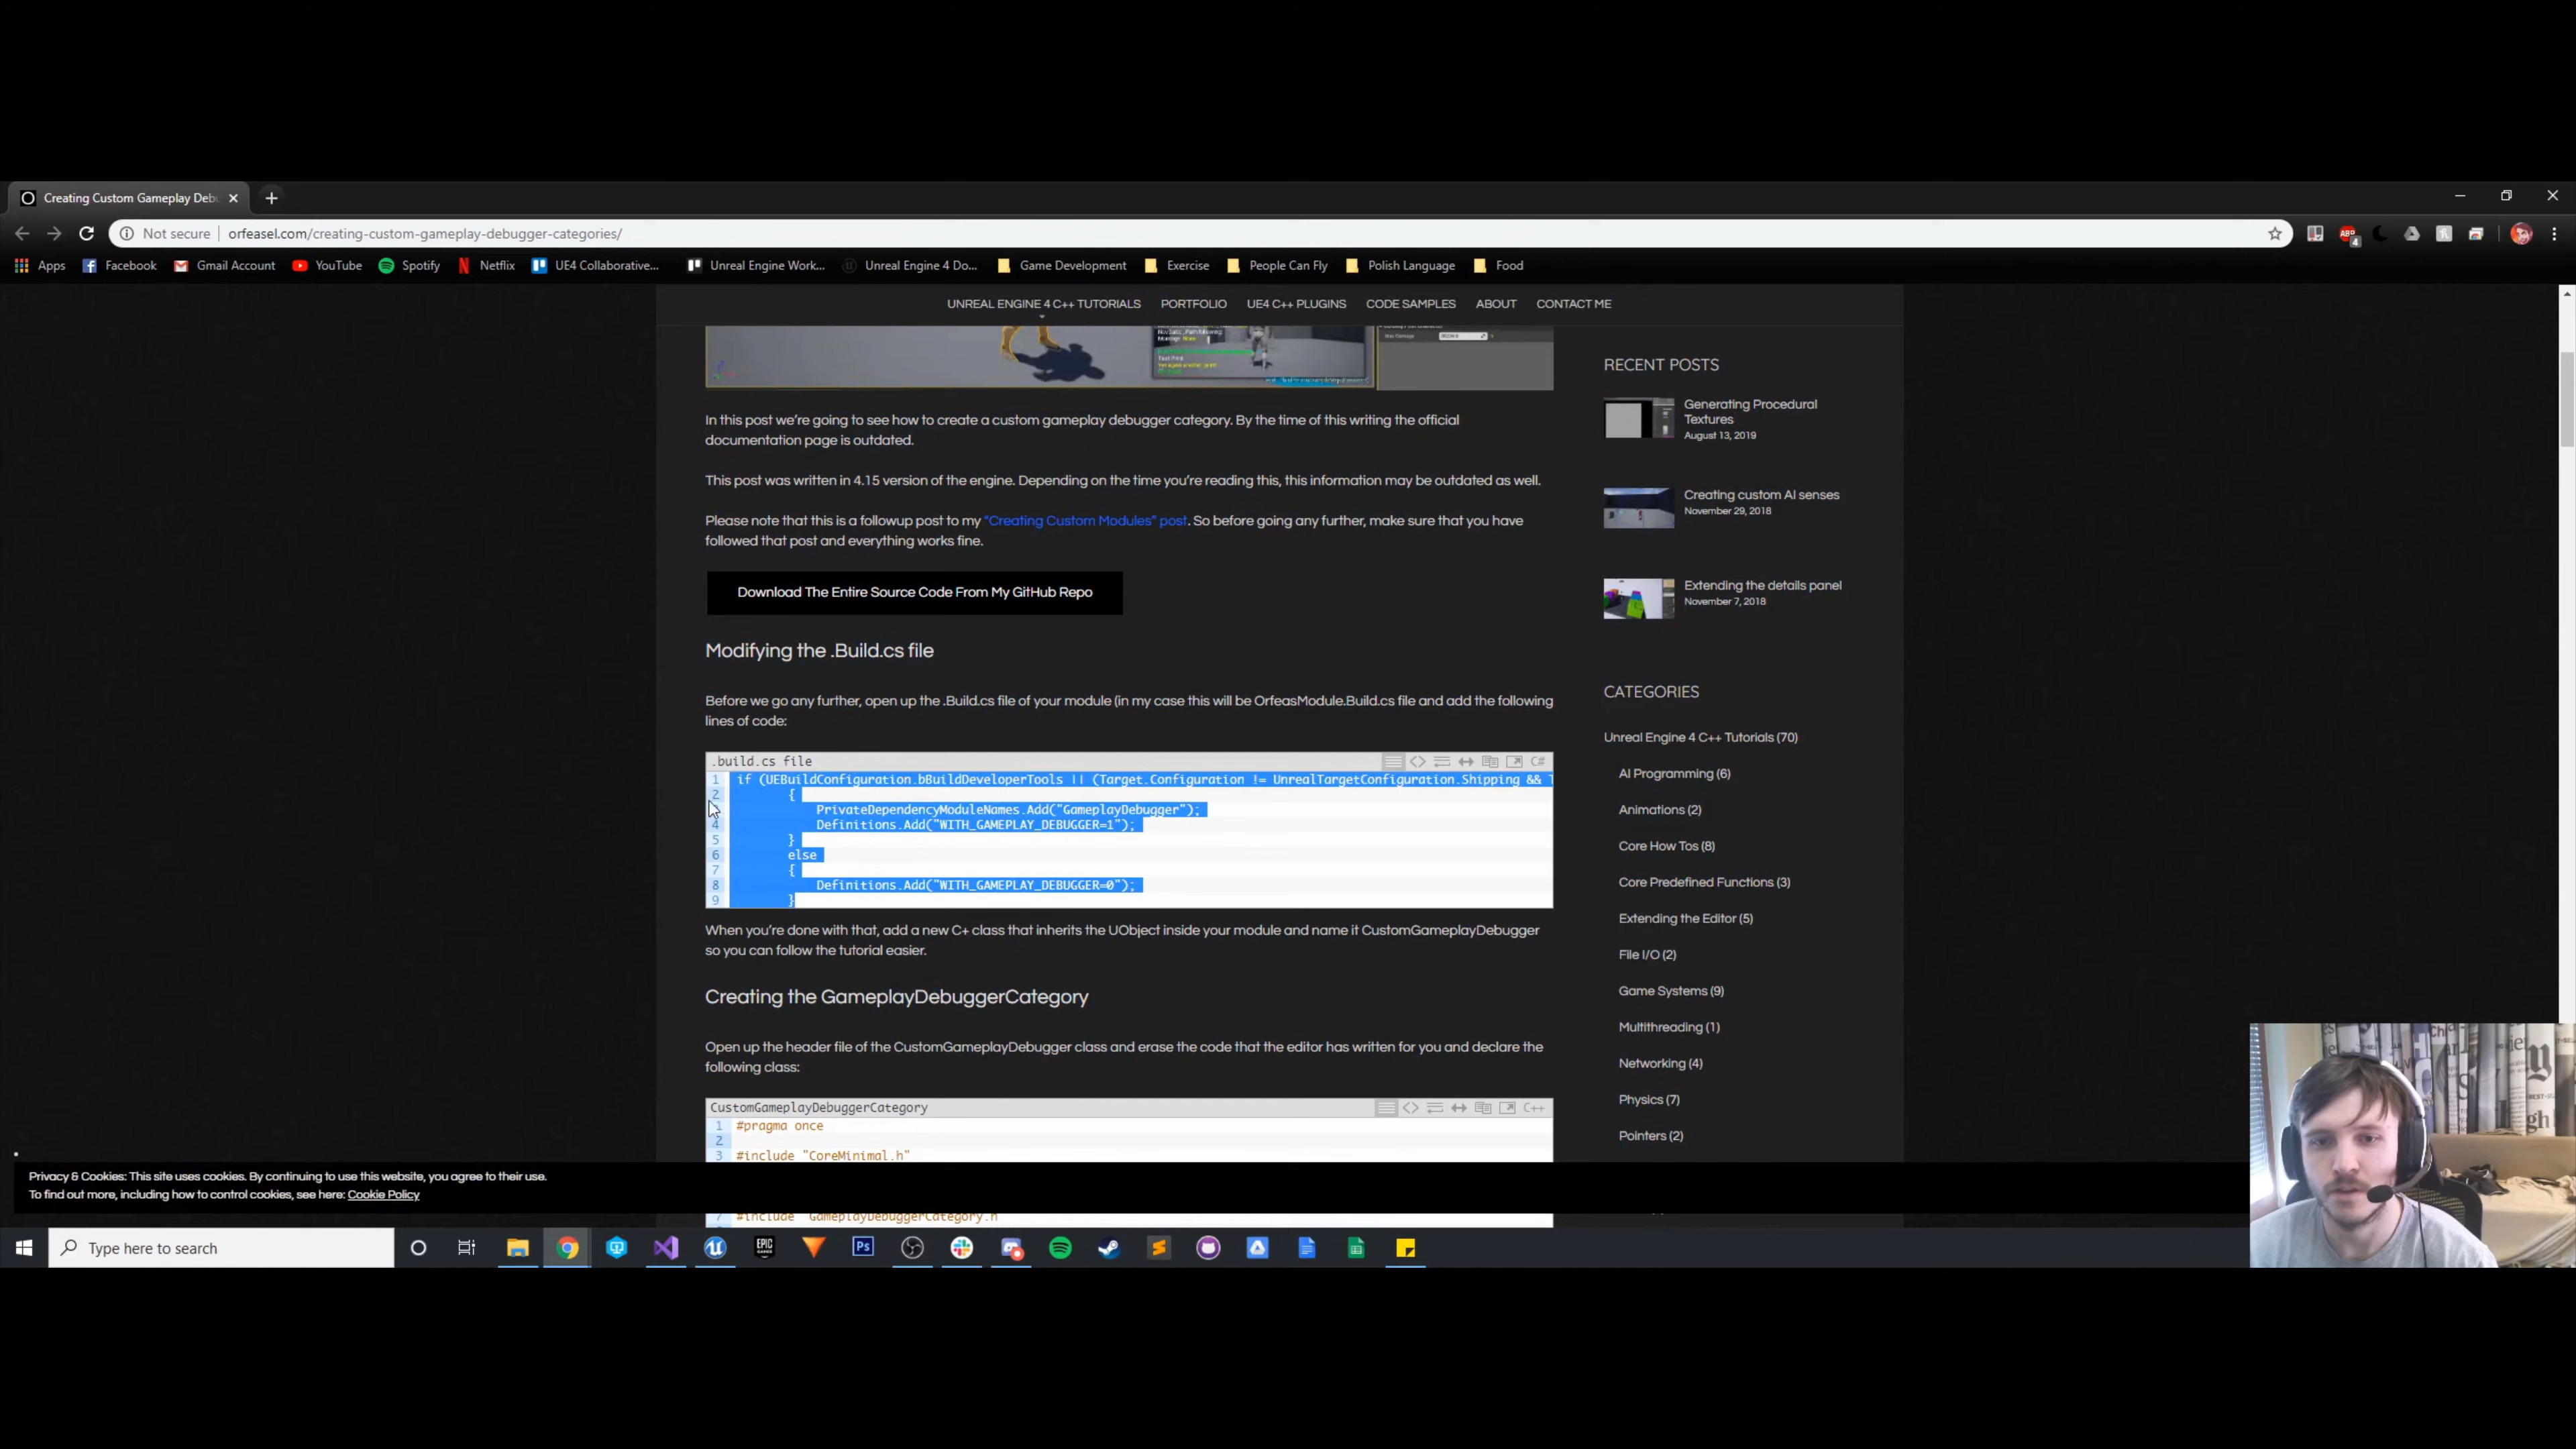 Creating Custom Gameplay Deb
Not secure
orfeasel.com/creating-custom-gameplay-debugger-categories/
Apps
Facebook
Gmail Account
YouTube
Spotify
Netflix
UE4 Collaborative...
Unreal Engine Work...
Unreal Engine 4 Do...
Game Development
Exercise
People Can Fly
Polish Language
Food
UNREAL ENGINE 4 C++ TUTORIALS
PORTFOLIO
UE4 C++ PLUGINS
CODE SAMPLES
ABOUT
CONTACT ME
In this post we're going to see how to create a custom gameplay debugger category. By the time of this writing the official
documentation page is outdated.
This post was written in 4.15 version of the engine. Depending on the time you're reading this, this information may be outdated as well.
Please note that this is a followup post to my "Creating Custom Modules" post. So before going any further, make sure that you have
followed that post and everything works fine.
Download The Entire Source Code From My GitHub Repo
Modifying the .Build.cs file
Before we go any further, open up the .Build.cs file of your module (in my case this will be OrfeasModule.Build.cs file and add the following
lines of code:
.build.cs file
C#
1 if (UEBuildConfiguration.bBuildDeveloperTools || (Target.Configuration != UnrealTargetConfiguration.Shipping && T
2 {
PrivateDependencyModuleNames.Add("GameplayDebugger");
4 Definitions.Add("WITH_GAMEPLAY_DEBUGGER=1");
5 }
6 else
7 {
8 Definitions.Add("WITH_GAMEPLAY_DEBUGGER=0");
9 }
When you're done with that, add a new C+ class that inherits the UObject inside your module and name it CustomGameplayDebugger
so you can follow the tutorial easier.
Creating the GameplayDebuggerCategory
Open up the header file of the CustomGameplayDebugger class and erase the code that the editor has written for you and declare the
following class:
CustomGameplayDebuggerCategory
C++
1 #pragma once
2
3 #include "CoreMinimal.h"
7 #include "GameplayDebuggerCategory.h"
RECENT POSTS
Generating Procedural
Textures
August 13, 2019
Creating custom AI senses
November 29, 2018
Extending the details panel
November 7, 2018
CATEGORIES
Unreal Engine 4 C++ Tutorials (70)
AI Programming (6)
Animations (2)
Core How Tos (8)
Core Predefined Functions (3)
Extending the Editor (5)
File I/O (2)
Game Systems (9)
Multithreading (1)
Networking (4)
Physics (7)
Pointers (2)
Privacy & Cookies: This site uses cookies. By continuing to use this website, you agree to their use.
To find out more, including how to control cookies, see here: Cookie Policy
Type here to search
EPIC
GAMES
Ps